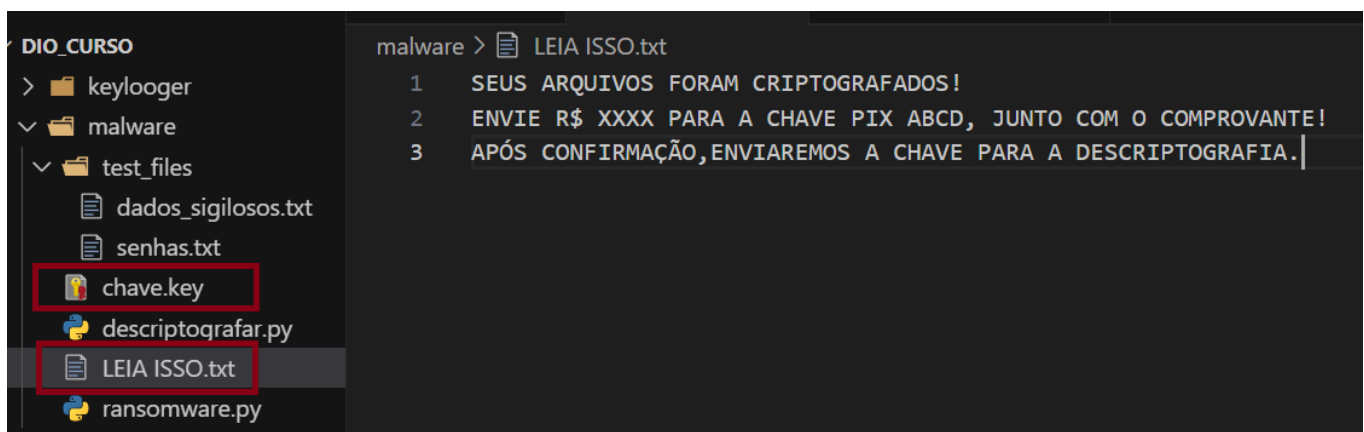 DIO_CURSO
keylooger
malware
test_files
dados_sigilosos.txt
senhas.txt
chave.key
descriptografar.py
LEIA ISSO.txt
ransomware.py
malware > LEIA ISSO.txt
1 SEUS ARQUIVOS FORAM CRIPTOGRAFADOS!
2 ENVIE R$ XXXX PARA A CHAVE PIX ABCD, JUNTO COM O COMPROVANTE!
3 APÓS CONFIRMAÇÃO,ENVIAREMOS A CHAVE PARA A DESCRIPTOGRAFIA.